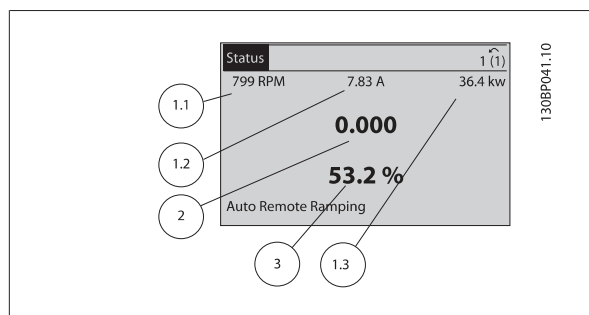 Status
1 (1)
799 RPM 7.83 A 36.4 kw
0.000
53.2 %
Auto Remote Ramping
1.1
1.2
2
3
1.3
130BP041.10